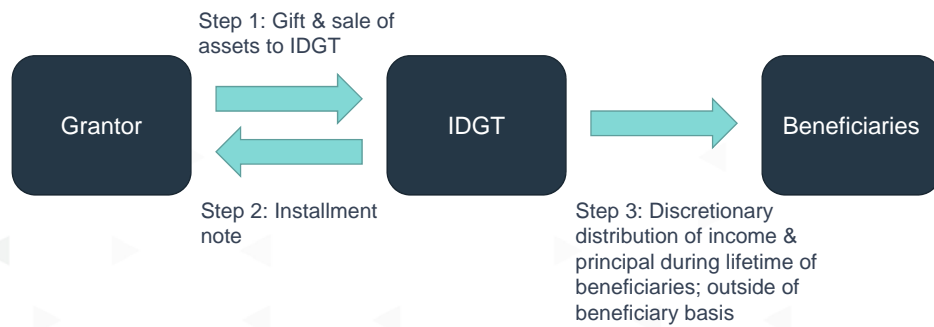 Step 1: Gift & sale of
assets to IDGT
Grantor
IDGT
Beneficiaries
Step 2: Installment
note
Step 3: Discretionary
distribution of income &
principal during lifetime of
beneficiaries; outside of
beneficiary basis